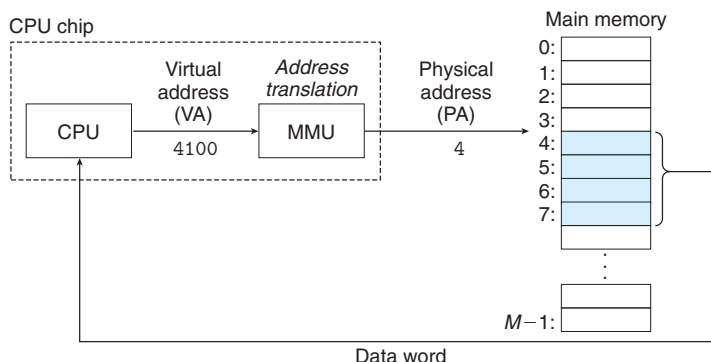 CPU chip
Main memory
Virtual
address
(VA)
Address
translation
Physical
address
(PA)
CPU
4100
MMU
4
0:
1:
2:
3:
4:
5:
6:
7:
M−1:
Data word